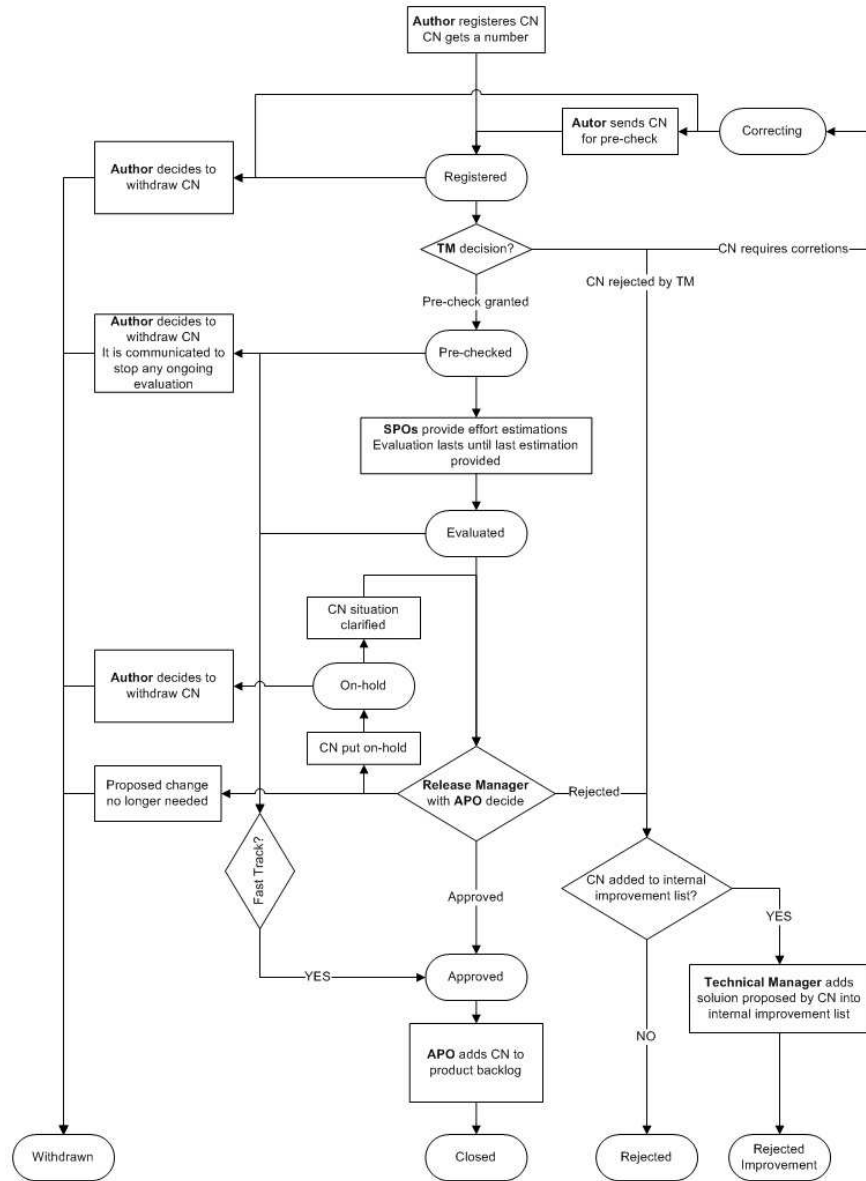 Author registeres CN
CN gets a number
Autor sends CN
for pre-check
Correcting
Author decides to
withdraw CN
Registered
TM decision?
CN requires corretions
CN rejected by TM
Pre-check granted
Author decides to
withdraw CN
It is communicated to
stop any ongoing
evaluation
Pre-checked
SPOs provide effort estimations
Evaluation lasts until last estimation
provided
Evaluated
CN situation
clarified
Author decides to
withdraw CN
On-hold
CN put on-hold
Proposed change
no longer needed
Release Manager
with APO decide
Rejected
Fast Track?
CN added to internal
improvement list?
Approved
YES
YES
Approved
Technical Manager adds
soluion proposed by CN into
internal improvement list
NO
APO adds CN to
product backlog
Withdrawn
Closed
Rejected
Rejected
Improvement